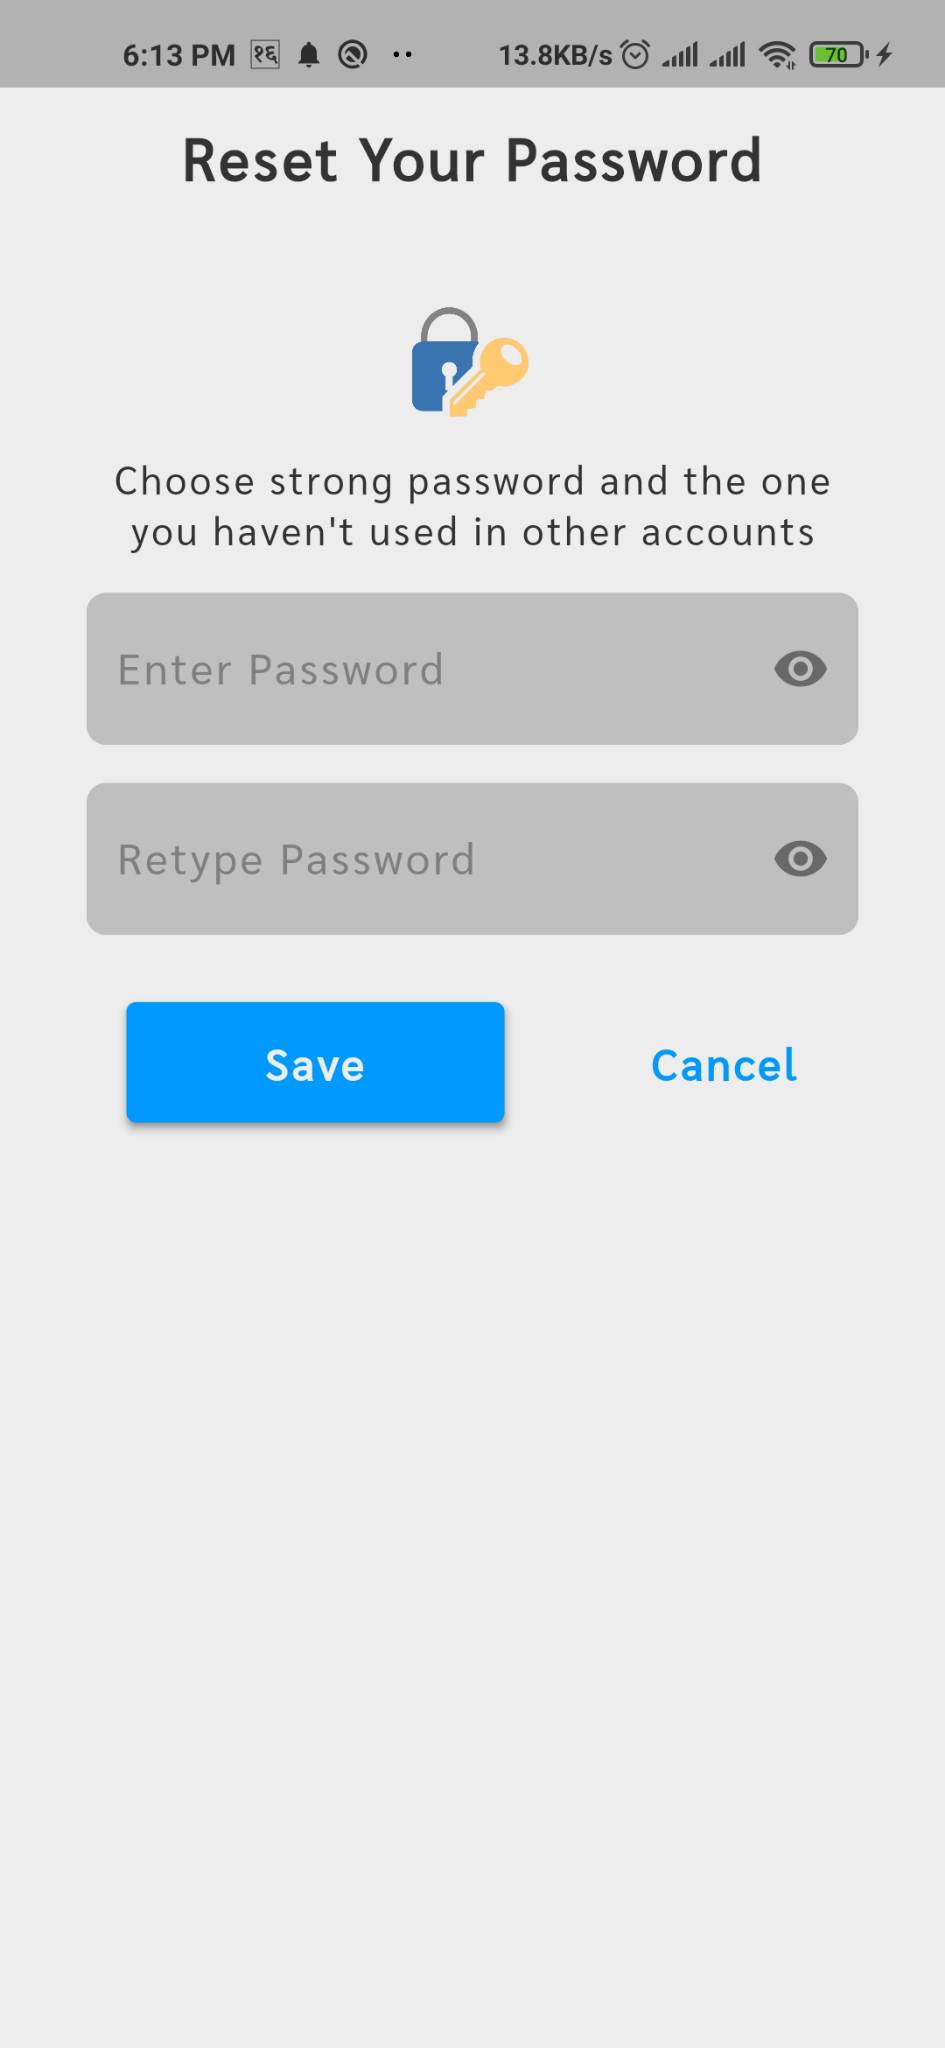 6:13 PM १६ 13.8KB/s 70
Reset Your Password
Choose strong password and the one
you haven't used in other accounts
Enter Password
Retype Password
Save Cancel